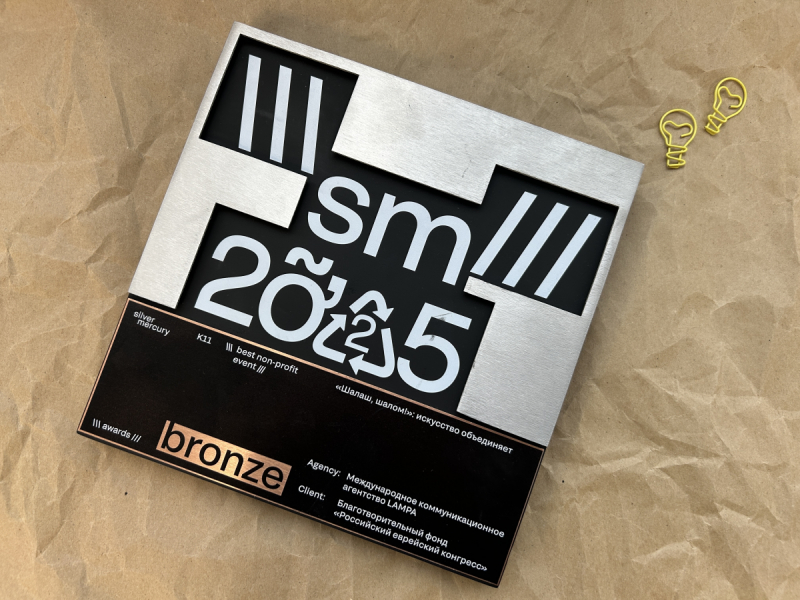 \\\
sm///
2025
silver
mercury
K11
\\\ best non-profit
event ///
«Шалаш, шалом!»: искусство объединяет
\\\ awards ///
bronze
Agency: Международное коммуникационное
агентство LAMPA
Client: Благотворительный фонд
«Российский еврейский конгресс»